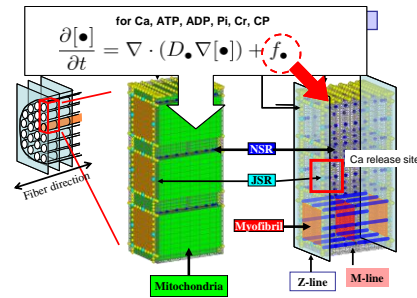 for Ca, ATP, ADP, Pi, Cr, CP
∂[●]/∂t = ∇ · (D●∇[●]) + f●
NSR
Ca release site
JSR
Fiber direction
Myofibril
Mitochondria
Z-line
M-line